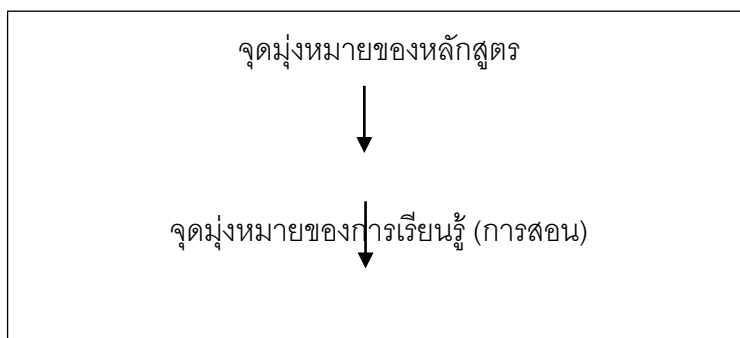 จุดมุ่งหมายของหลักสูตร
จุดมุ่งหมายของการเรียนรู้ (การสอน)